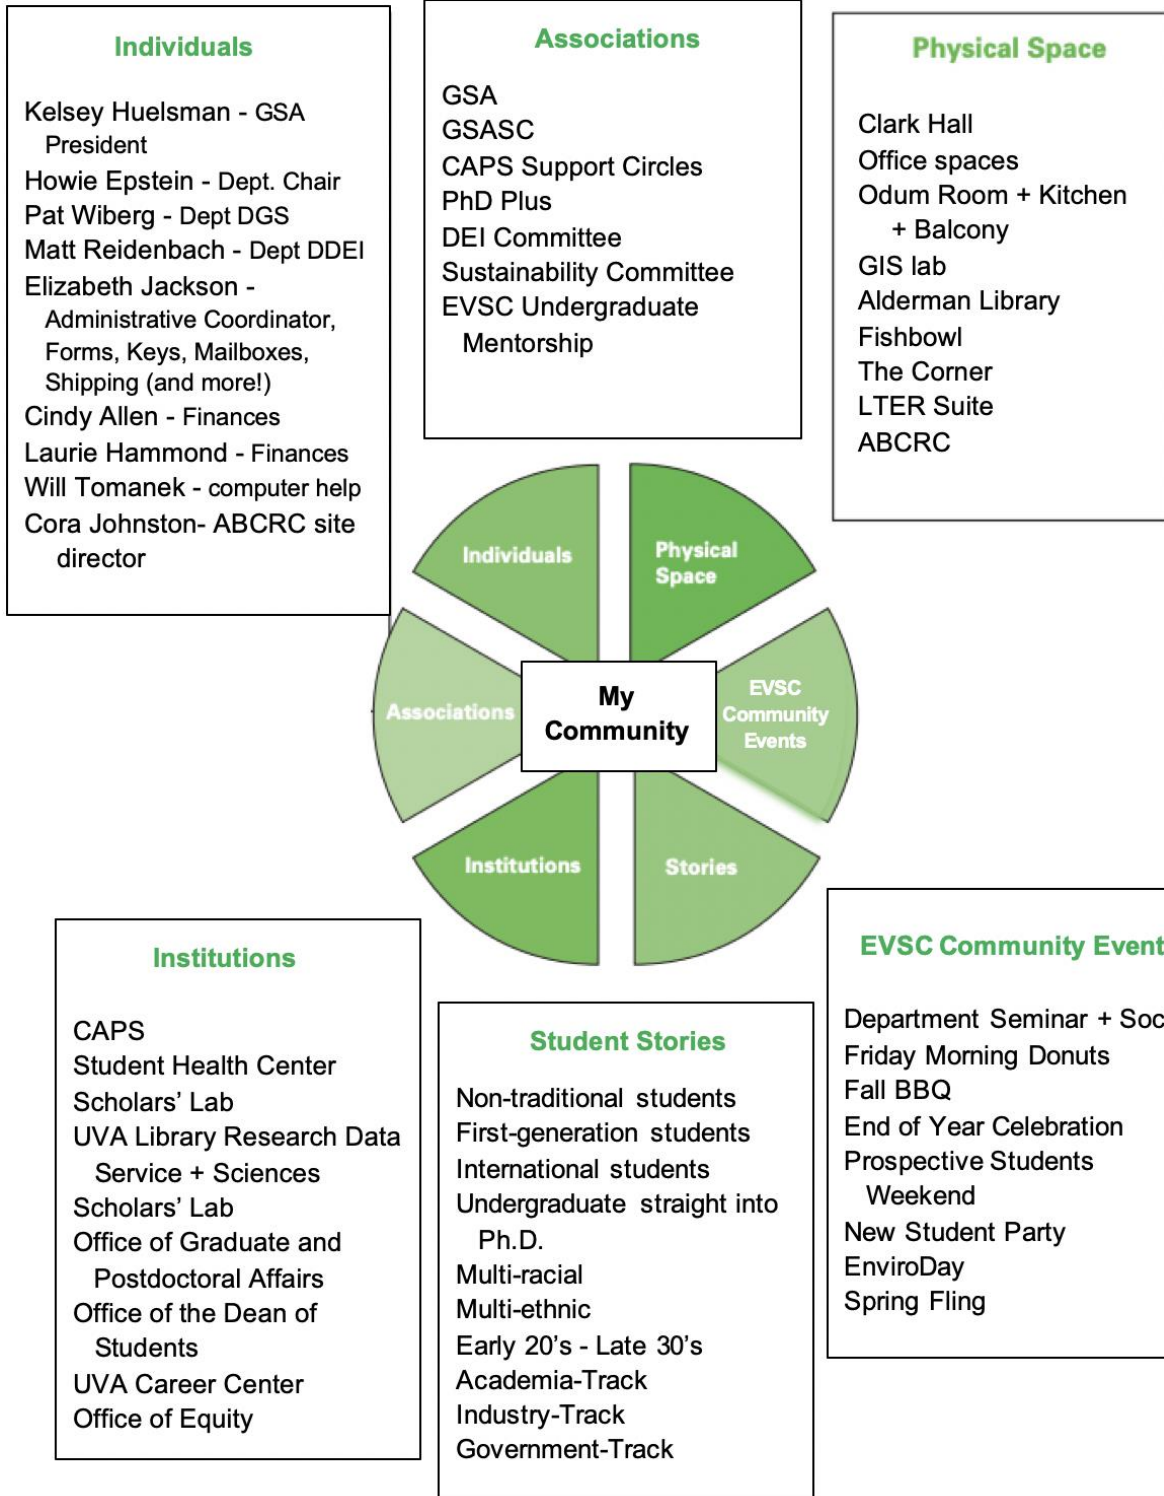 Individuals
Kelsey Huelsman - GSA
President
Howie Epstein - Dept. Chair
Pat Wiberg - Dept DGS
Matt Reidenbach - Dept DDEI
Elizabeth Jackson -
Administrative Coordinator,
Forms, Keys, Mailboxes,
Shipping (and more!)
Cindy Allen - Finances
Laurie Hammond - Finances
Will Tomanek - computer help
Cora Johnston- ABCRC site
director
Associations
GSA
GSASC
CAPS Support Circles
PhD Plus
DEI Committee
Sustainability Committee
EVSC Undergraduate
Mentorship
Physical Space
Clark Hall
Office spaces
Odum Room + Kitchen
+ Balcony
GIS lab
Alderman Library
Fishbowl
The Corner
LTER Suite
ABCRC
Individuals
Physical
Space
Associations
My
Community
EVSC
Community
Events
Institutions
Stories
Institutions
CAPS
Student Health Center
Scholars' Lab
UVA Library Research Data
Service + Sciences
Scholars' Lab
Office of Graduate and
Postdoctoral Affairs
Office of the Dean of
Students
UVA Career Center
Office of Equity
Student Stories
Non-traditional students
First-generation students
International students
Undergraduate straight into
Ph.D.
Multi-racial
Multi-ethnic
Early 20's - Late 30's
Academia-Track
Industry-Track
Government-Track
EVSC Community Event
Department Seminar + Soc
Friday Morning Donuts
Fall BBQ
End of Year Celebration
Prospective Students
Weekend
New Student Party
EnviroDay
Spring Fling